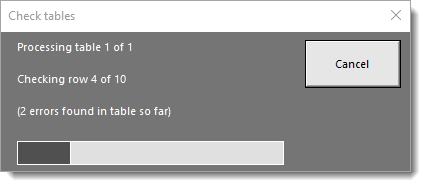 Check tables
Processing table 1 of 1
Cancel
Checking row 4 of 10
(2 errors found in table so far)